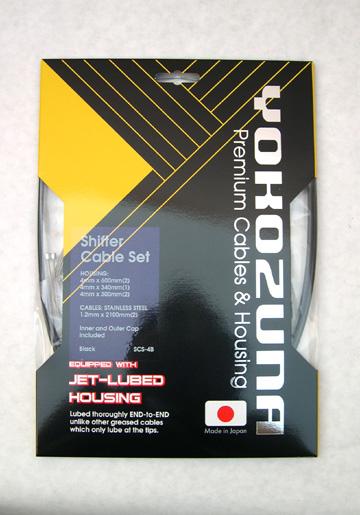 YOKOZUNA
Premium Cables & Housing
Shifter
Cable Set
HOUSING:
4mm x 600mm(2)
4mm x 340mm(1)
4mm x 300mm(2)
CABLES: STAINLESS STEEL
1.2mm x 2100mm(2)
Inner and Outer Cap
Included
Black SCS-4B
EQUIPPED WITH
JET-LUBED
HOUSING
Lubed thoroughly END-to-END
unlike other greased cables
which only lube at the tips.
Made in Japan